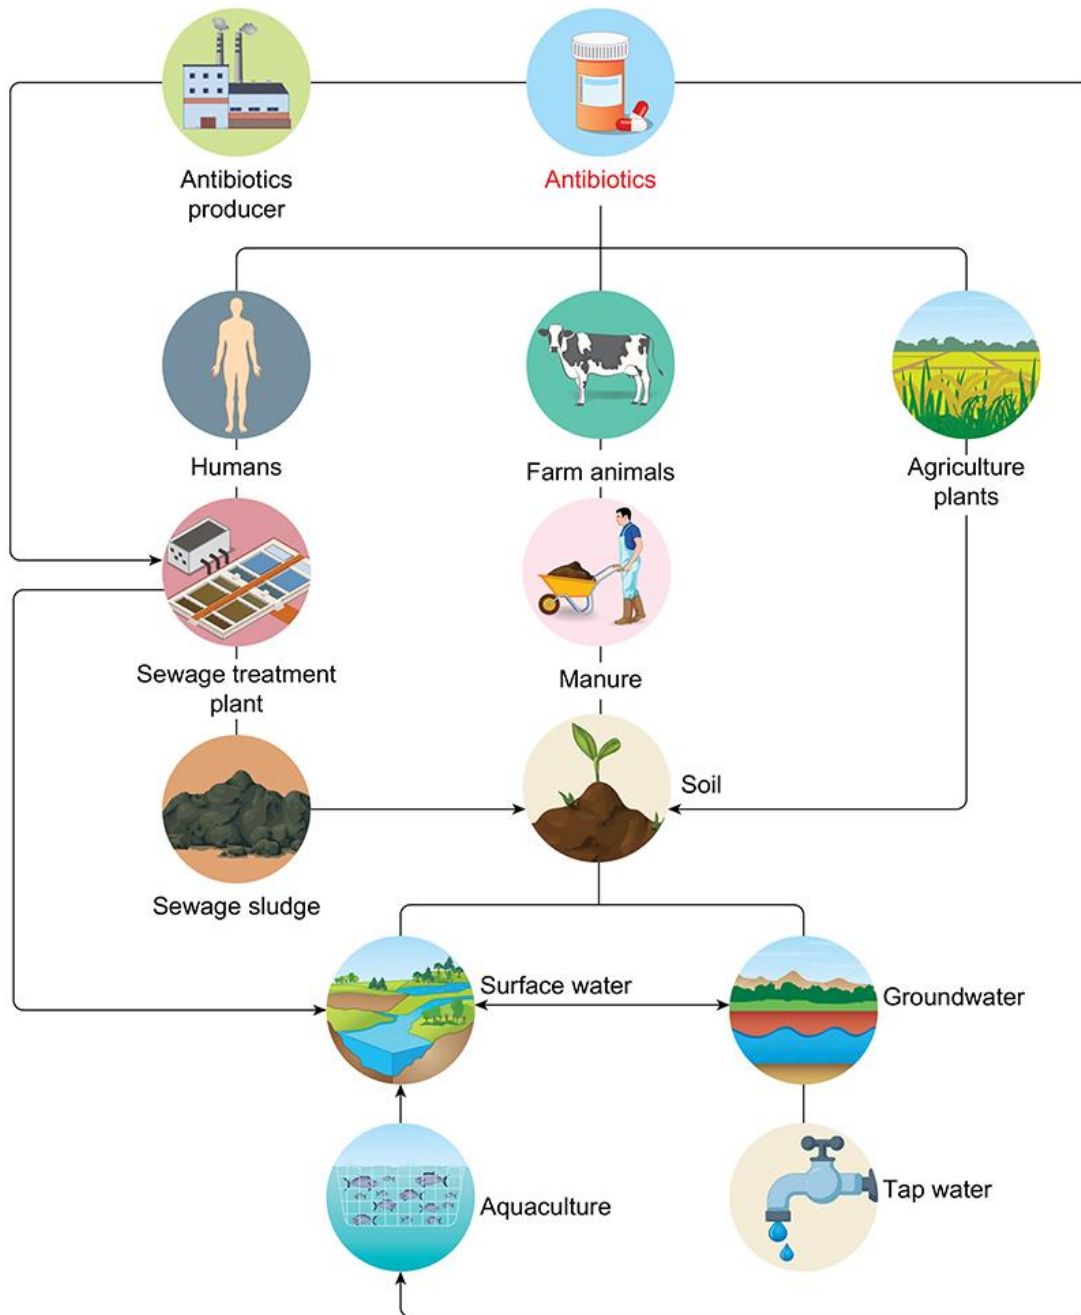 Antibiotics
producer
Antibiotics
Humans
Farm animals
Agriculture
plants
Sewage treatment
plant
Manure
Soil
Sewage sludge
Surface water
Groundwater
Aquaculture
Tap water